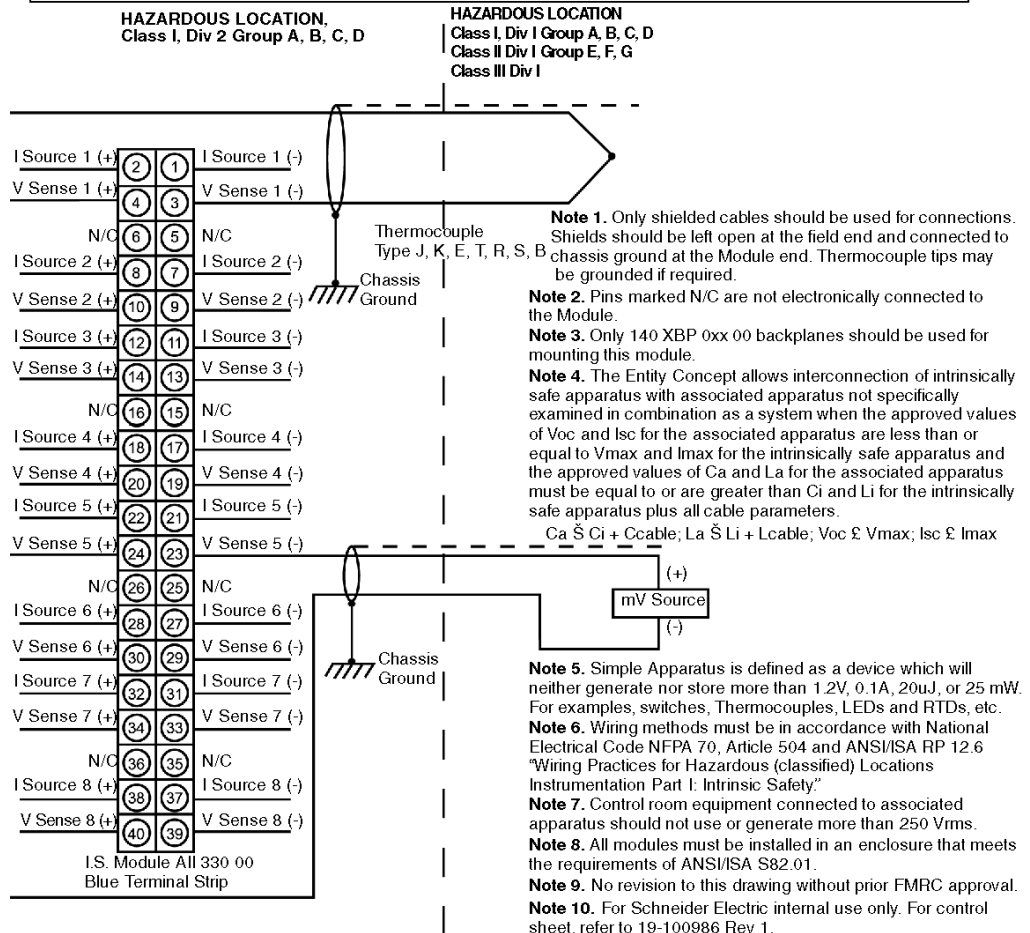 HAZARDOUS LOCATION,
Class I, Div 2 Group A, B, C, D
HAZARDOUS LOCATION
Class I, Div I Group A, B, C, D
Class II Div I Group E, F, G
Class III Div I
I Source 1 (+) 2 1 I Source 1 (-)
V Sense 1 (+) 4 3 V Sense 1 (-)
N/C 6 5 N/C
I Source 2 (+) 8 7 I Source 2 (-)
V Sense 2 (+) 10 9 V Sense 2 (-)
I Source 3 (+) 12 11 I Source 3 (-)
V Sense 3 (+) 14 13 V Sense 3 (-)
N/C 16 15 N/C
I Source 4 (+) 18 17 I Source 4 (-)
V Sense 4 (+) 20 19 V Sense 4 (-)
I Source 5 (+) 22 21 I Source 5 (-)
V Sense 5 (+) 24 23 V Sense 5 (-)
N/C 26 25 N/C
I Source 6 (+) 28 27 I Source 6 (-)
V Sense 6 (+) 30 29 V Sense 6 (-)
I Source 7 (+) 32 31 I Source 7 (-)
V Sense 7 (+) 34 33 V Sense 7 (-)
N/C 36 35 N/C
I Source 8 (+) 38 37 I Source 8 (-)
V Sense 8 (+) 40 39 V Sense 8 (-)
I.S. Module AII 330 00
Blue Terminal Strip
Thermocouple
Type J, K, E, T, R, S, B
Chassis
Ground
(+)
mV Source
(-)
Chassis
Ground
Note 1. Only shielded cables should be used for connections.
Shields should be left open at the field end and connected to
chassis ground at the Module end. Thermocouple tips may
be grounded if required.
Note 2. Pins marked N/C are not electronically connected to
the Module.
Note 3. Only 140 XBP 0xx 00 backplanes should be used for
mounting this module.
Note 4. The Entity Concept allows interconnection of intrinsically
safe apparatus with associated apparatus not specifically
examined in combination as a system when the approved values
of Voc and Isc for the associated apparatus are less than or
equal to Vmax and Imax for the intrinsically safe apparatus and
the approved values of Ca and La for the associated apparatus
must be equal to or are greater than Ci and Li for the intrinsically
safe apparatus plus all cable parameters.
Ca Š Ci + Ccable; La Š Li + Lcable; Voc £ Vmax; Isc £ Imax
Note 5. Simple Apparatus is defined as a device which will
neither generate nor store more than 1.2V, 0.1A, 20uJ, or 25 mW.
For examples, switches, Thermocouples, LEDs and RTDs, etc.
Note 6. Wiring methods must be in accordance with National
Electrical Code NFPA 70, Article 504 and ANSI/ISA RP 12.6
"Wiring Practices for Hazardous (classified) Locations
Instrumentation Part I: Intrinsic Safety."
Note 7. Control room equipment connected to associated
apparatus should not use or generate more than 250 Vrms.
Note 8. All modules must be installed in an enclosure that meets
the requirements of ANSI/ISA S82.01.
Note 9. No revision to this drawing without prior FMRC approval.
Note 10. For Schneider Electric internal use only. For control
sheet, refer to 19-100986 Rev 1.